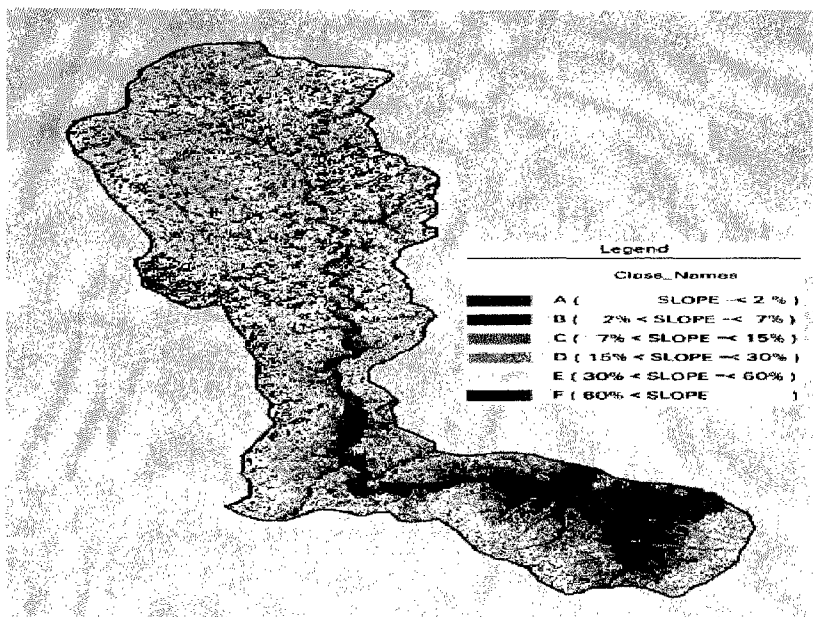 Legend
Class_Names
A ( SLOPE =< 2 % )
B ( 2% < SLOPE =< 7% )
C ( 7% < SLOPE =< 15% )
D ( 15% < SLOPE =< 30% )
E ( 30% < SLOPE =< 60% )
F ( 60% < SLOPE )